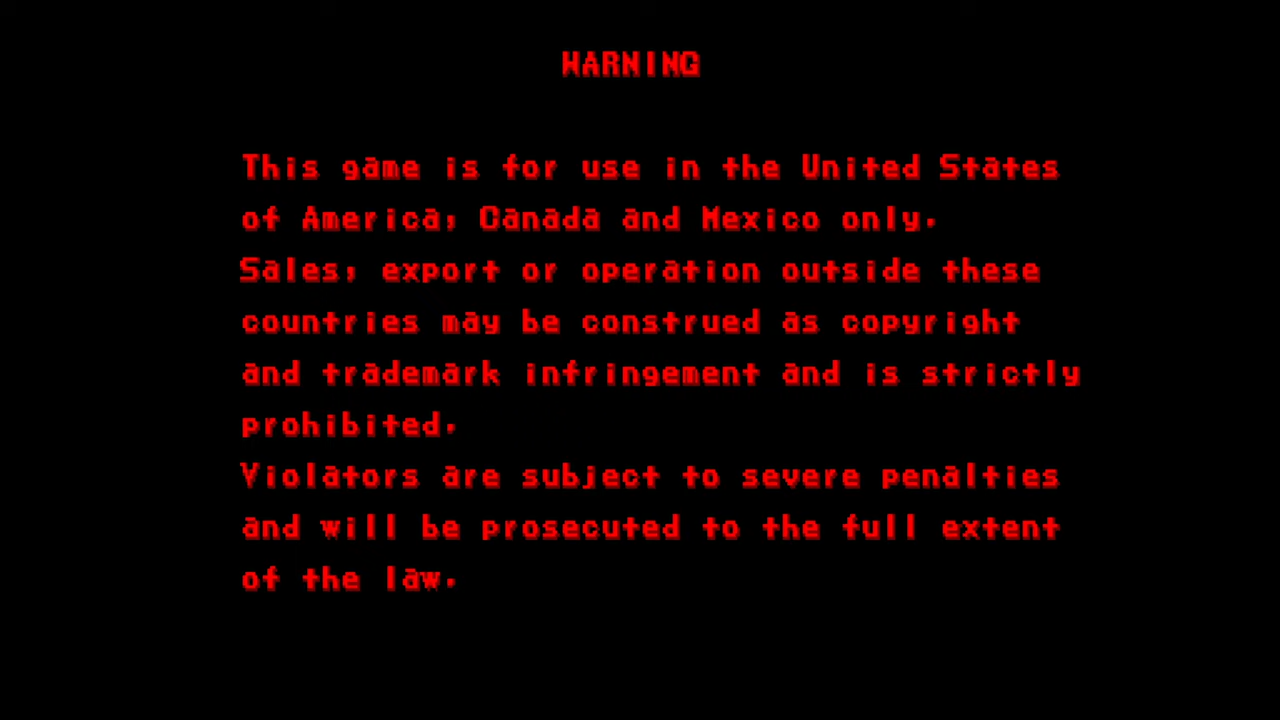 WARNING
This game is for use in the United States
of America, Canada and Mexico only.
Sales, export or operation outside these
countries may be construed as copyright
and trademark infringement and is strictly
prohibited.
Violators are subject to severe penalties
and will be prosecuted to the full extent
of the law.